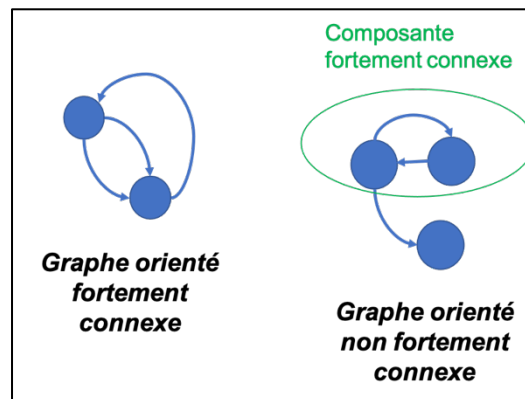 Composante
fortement connexe
Graphe orienté
fortement
connexe
Graphe orienté
non fortement
connexe